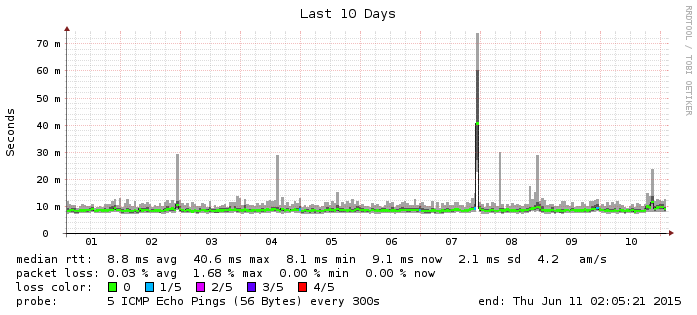 Last 10 Days
RRDTOOL / TOBI OETIKER
Seconds
70 m
60 m
50 m
40 m
30 m
20 m
10 m
0
01 02 03 04 05 06 07 08 09 10
median rtt: 8.8 ms avg 40.6 ms max 8.1 ms min 9.1 ms now 2.1 ms sd 4.2 am/s
packet loss: 0.03 % avg 1.68 % max 0.00 % min 0.00 % now
loss color: 0 1/5 2/5 3/5 4/5
probe: 5 ICMP Echo Pings (56 Bytes) every 300s end: Thu Jun 11 02:05:21 2015